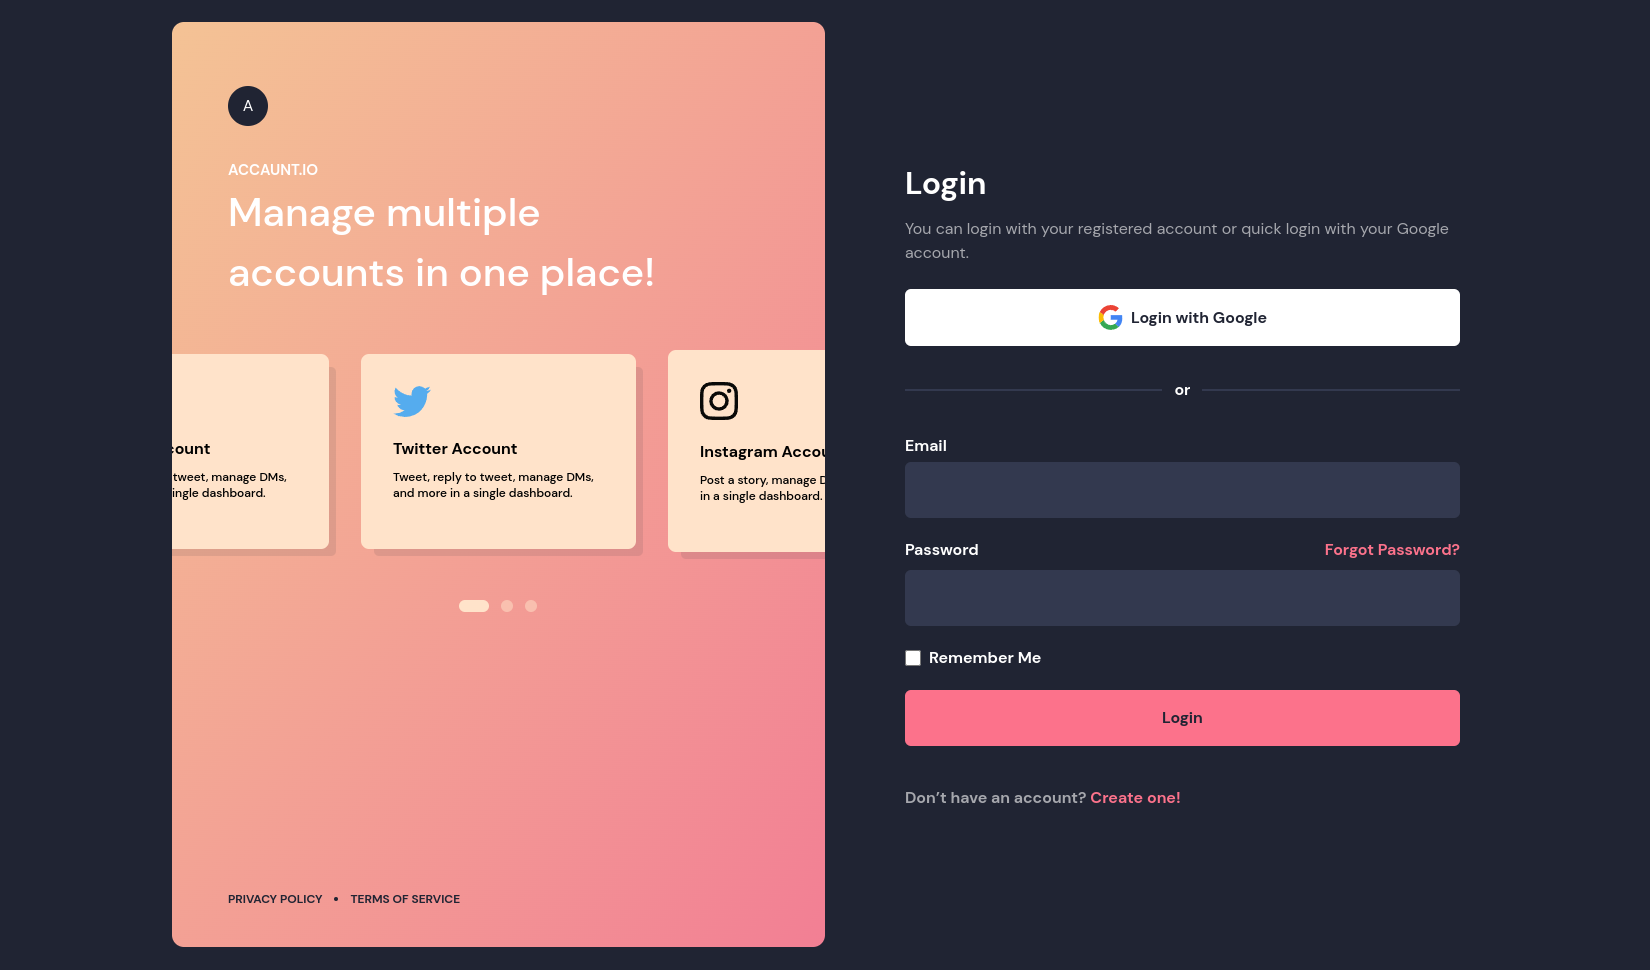 A
ACCAUNT.IO
Manage multiple
accounts in one place!
count
tweet, manage DMs,
ingle dashboard.
Twitter Account
Tweet, reply to tweet, manage DMs,
and more in a single dashboard.
Instagram Accou
Post a story, manage D
in a single dashboard.
PRIVACY POLICY • TERMS OF SERVICE
Login
You can login with your registered account or quick login with your Google
account.
Login with Google
or
Email
Password Forgot Password?
Remember Me
Login
Don’t have an account? Create one!